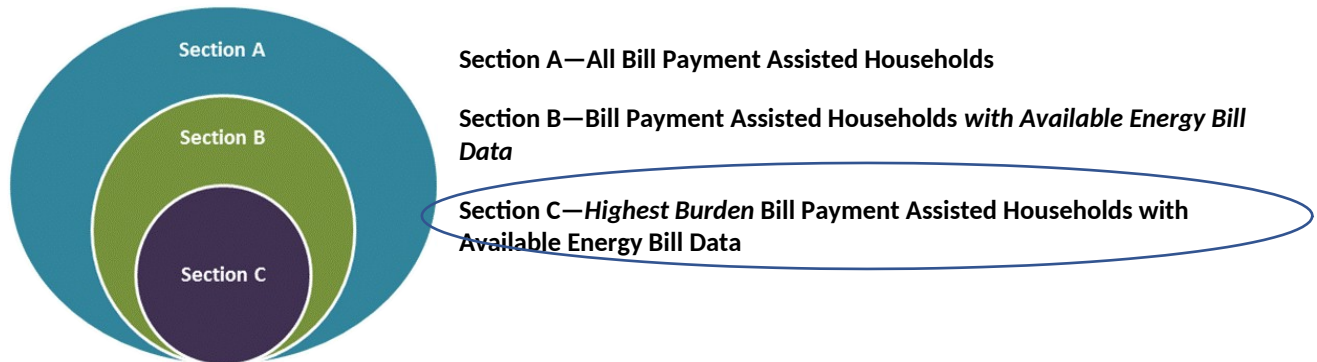 Section A
Section B
Section C
Section A—All Bill Payment Assisted Households
Section B—Bill Payment Assisted Households with Available Energy Bill
Data
Section C—Highest Burden Bill Payment Assisted Households with
Available Energy Bill Data